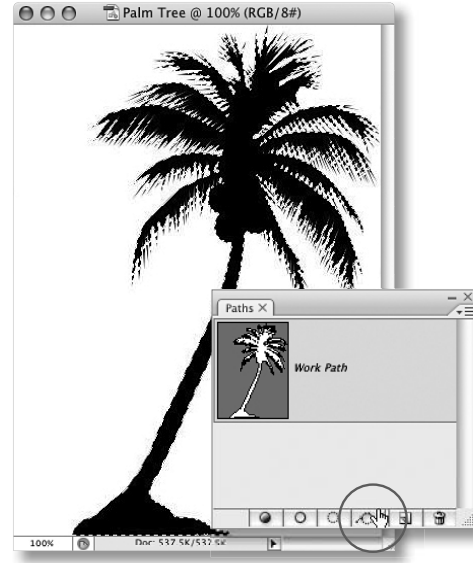 Palm Tree @ 100% (RGB/8#)
Paths
Work Path
100%
Doc: 537.5K/537.5K